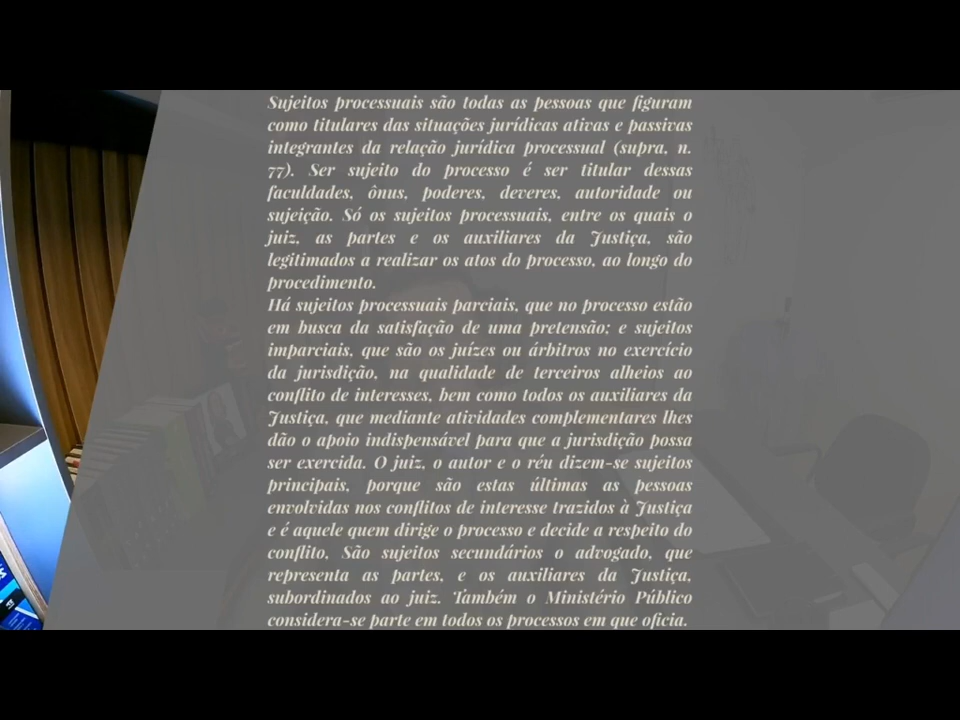 Sujeitos processuais são todas as pessoas que figuram
como titulares das situações jurídicas ativas e passivas
integrantes da relação jurídica processual (supra, n.
77). Ser sujeito do processo é ser titular dessas
faculdades, ônus, poderes, deveres, autoridade ou
sujeição. Só os sujeitos processuais, entre os quais o
juiz, as partes e os auxiliares da Justiça, são
legitimados a realizar os atos do processo, ao longo do
procedimento.
Há sujeitos processuais parciais, que no processo estão
em busca da satisfação de uma pretensão; e sujeitos
imparciais, que são os juízes ou árbitros no exercício
da jurisdição, na qualidade de terceiros alheios ao
conflito de interesses, bem como todos os auxiliares da
Justiça, que mediante atividades complementares lhes
dão o apoio indispensável para que a jurisdição possa
ser exercida. O juiz, o autor e o réu dizem-se sujeitos
principais, porque são estas últimas as pessoas
envolvidas nos conflitos de interesse trazidos à Justiça
e é aquele quem dirige o processo e decide a respeito do
conflito. São sujeitos secundários o advogado, que
representa as partes, e os auxiliares da Justiça,
subordinados ao juiz. Também o Ministério Público
considera-se parte em todos os processos em que oficia.